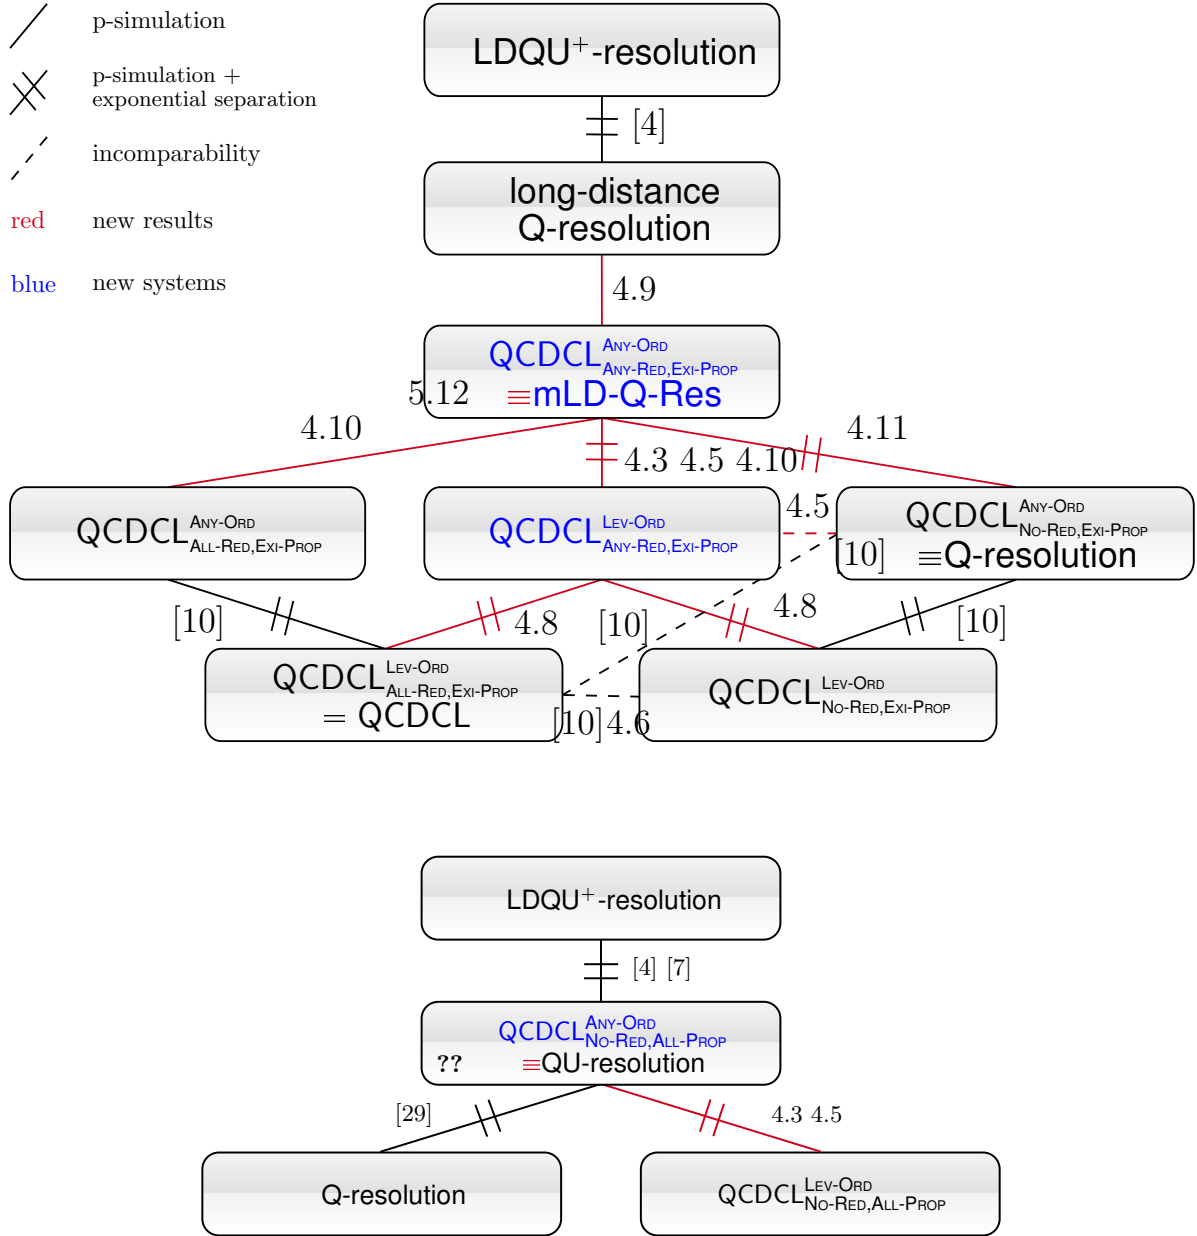 p-simulation
p-simulation +
exponential separation
incomparability
red new results
blue new systems
LDQU⁺-resolution
[4]
long-distance
Q-resolution
4.9
QCDCL^{Any-Ord}_{Any-Red,Exi-Prop}
5.12 ≡mLD-Q-Res
4.10
4.3 4.5 4.10
4.11
QCDCL^{Any-Ord}_{All-Red,Exi-Prop}
QCDCL^{Lev-Ord}_{Any-Red,Exi-Prop}
4.5
QCDCL^{Any-Ord}_{No-Red,Exi-Prop}
≡Q-resolution
[10]
[10]
4.8
[10]
4.8
[10]
QCDCL^{Lev-Ord}_{All-Red,Exi-Prop}
= QCDCL
[10] 4.6
QCDCL^{Lev-Ord}_{No-Red,Exi-Prop}
LDQU⁺-resolution
[4] [7]
QCDCL^{Any-Ord}_{No-Red,All-Prop}
?? ≡QU-resolution
[29]
4.3 4.5
Q-resolution
QCDCL^{Lev-Ord}_{No-Red,All-Prop}